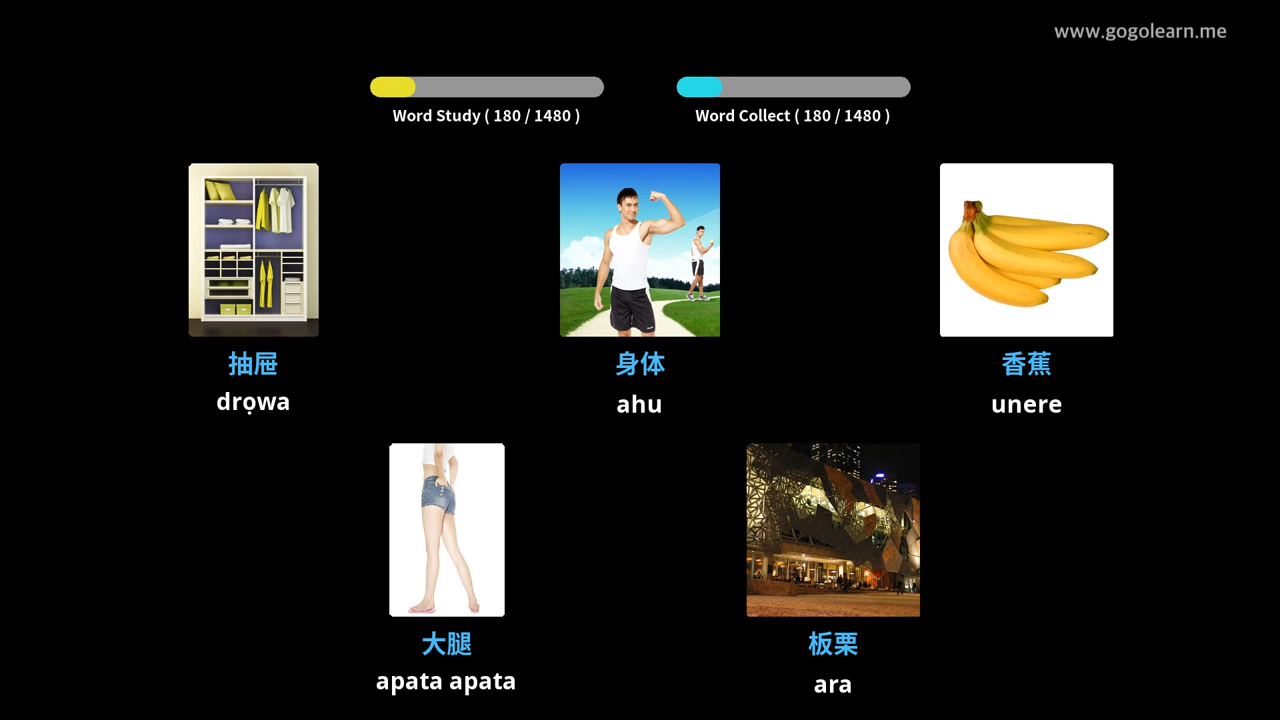 www.gogolearn.me
Word Study ( 180 / 1480 )
Word Collect ( 180 / 1480 )
抽屉
drọwa
身体
ahu
香蕉
unere
大腿
apata apata
板栗
ara